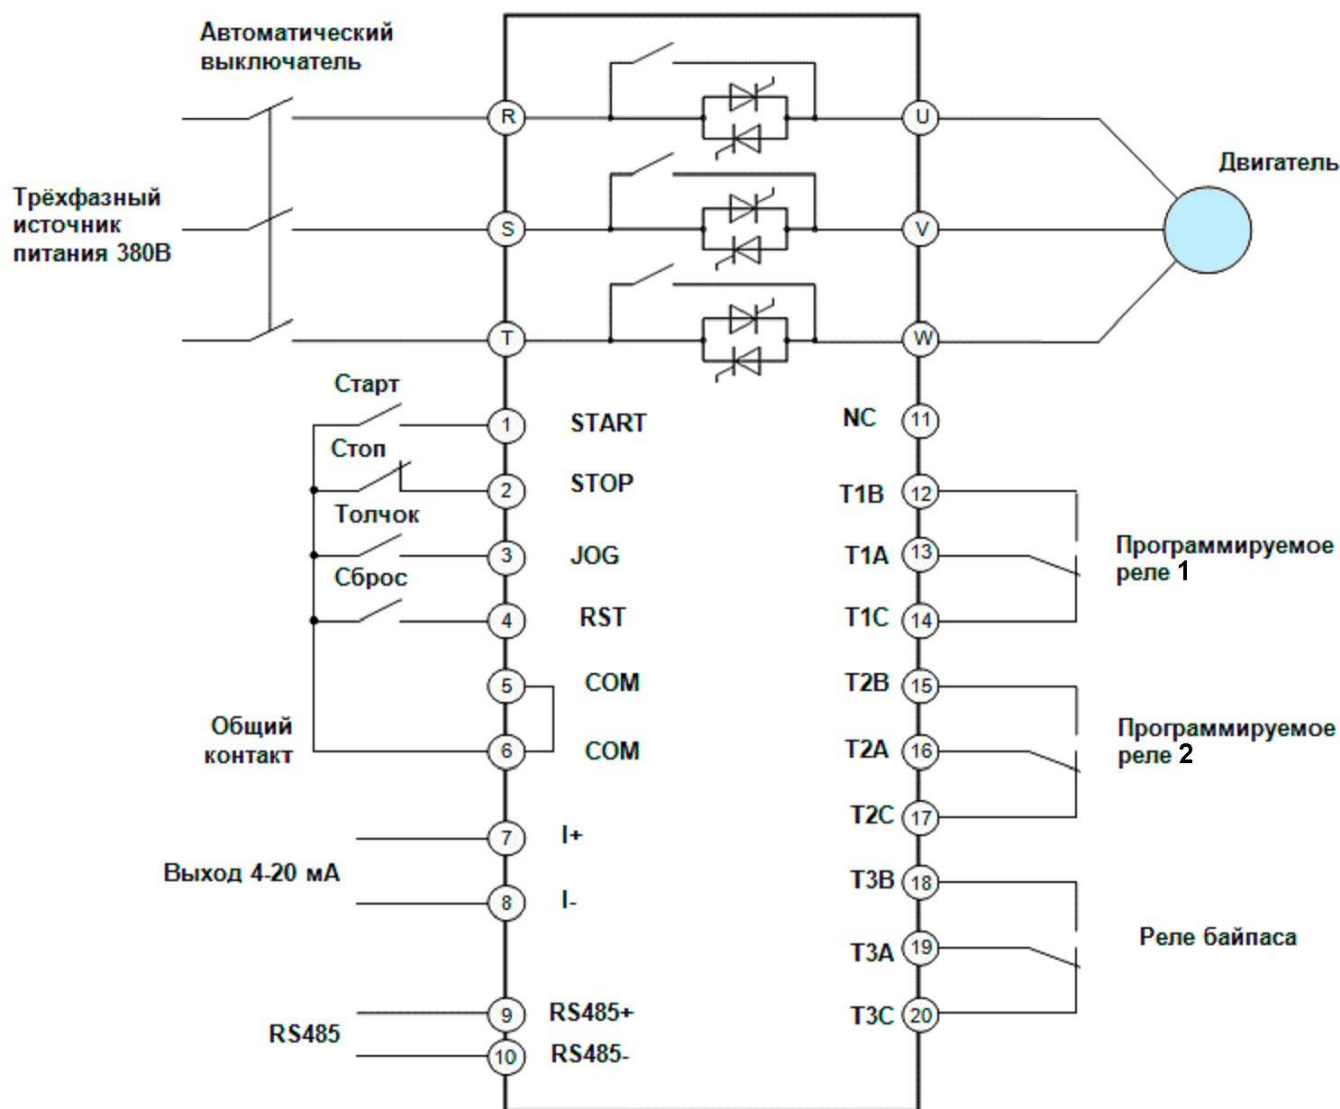 Автоматический
выключатель
Трёхфазный
источник
питания 380В
Двигатель
R
U
S
V
T
W
Старт
1
START
NC
11
Стоп
2
STOP
T1B
12
Толчок
3
JOG
T1A
13
Программируемое
реле 1
Сброс
4
RST
T1C
14
5
COM
T2B
15
Общий
контакт
6
COM
T2A
16
Программируемое
реле 2
7
I+
T2C
17
Выход 4-20 мА
8
I-
T3B
18
T3A
19
Реле байпаса
RS485
9
RS485+
T3C
20
10
RS485-